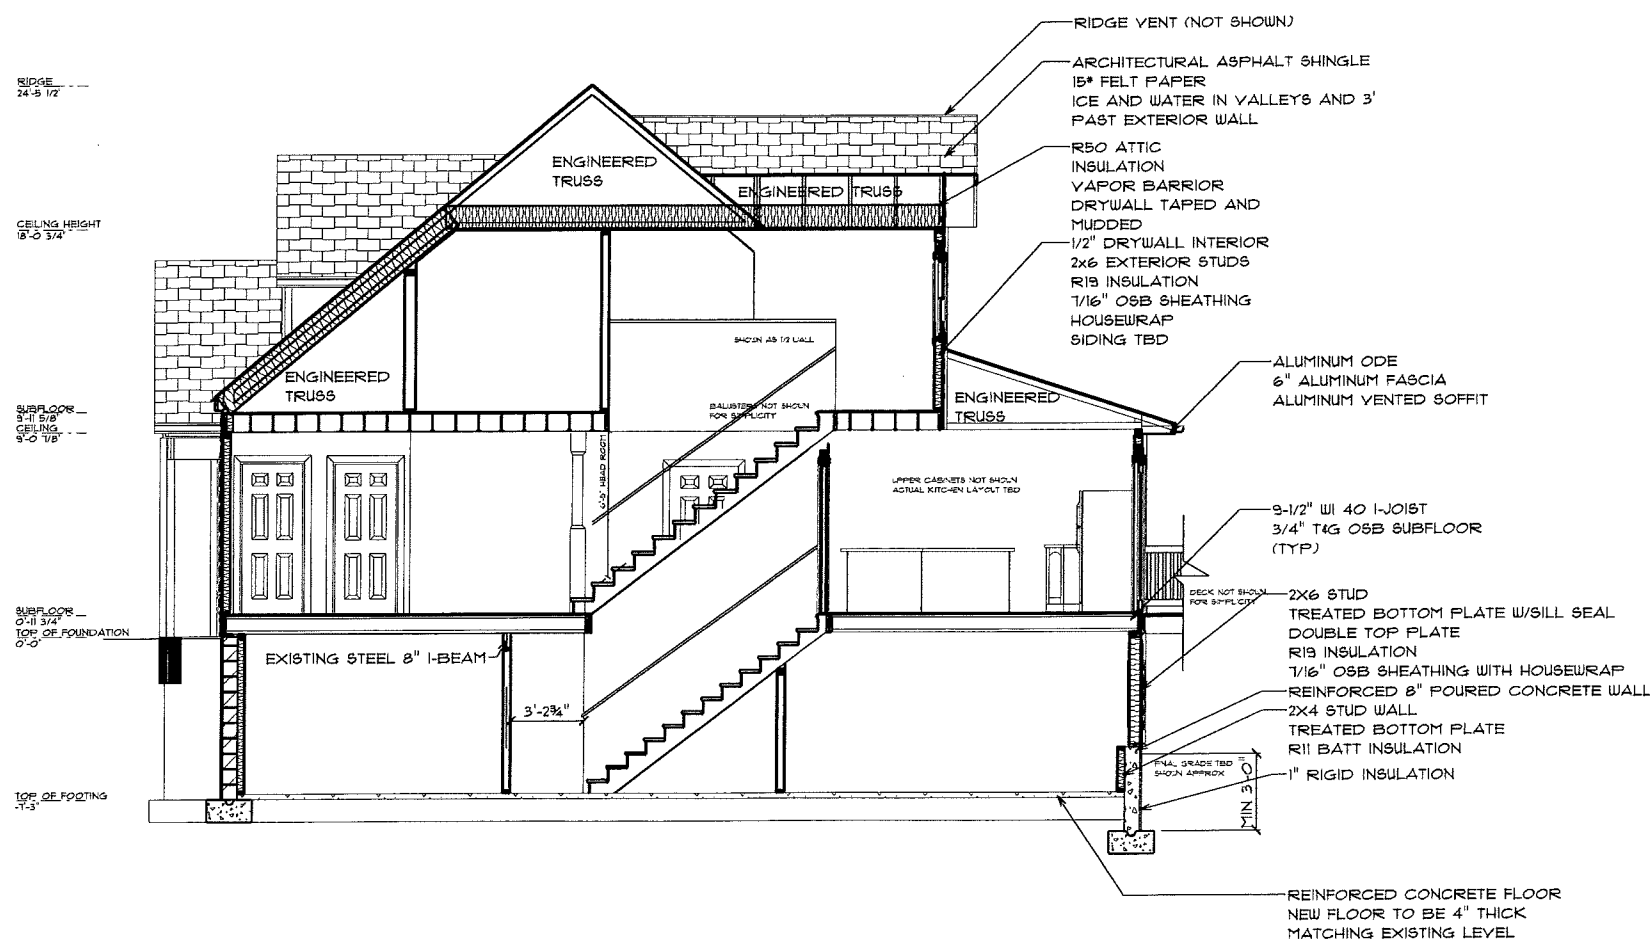 RIDGE VENT (NOT SHOWN)
ARCHITECTURAL ASPHALT SHINGLE
15# FELT PAPER
ICE AND WATER IN VALLEYS AND 3'
PAST EXTERIOR WALL
R50 ATTIC
INSULATION
VAPOR BARRIER
DRYWALL TAPED AND
MUDDED
1/2" DRYWALL INTERIOR
2x6 EXTERIOR STUDS
R19 INSULATION
7/16" OSB SHEATHING
HOUSEWRAP
SIDING TBD
ALUMINUM ODE
6" ALUMINUM FASCIA
ALUMINUM VENTED SOFFIT
9-1/2" WI 40 I-JOIST
3/4" T&G OSB SUBFLOOR
(TYP)
2X6 STUD
TREATED BOTTOM PLATE W/SILL SEAL
DOUBLE TOP PLATE
R19 INSULATION
7/16" OSB SHEATHING WITH HOUSEWRAP
REINFORCED 8" POURED CONCRETE WALL
2X4 STUD WALL
TREATED BOTTOM PLATE
R11 BATT INSULATION
1" RIGID INSULATION
REINFORCED CONCRETE FLOOR
NEW FLOOR TO BE 4" THICK
MATCHING EXISTING LEVEL
RIDGE
24'-5 1/2"
CEILING HEIGHT
18'-0 3/4"
SUBFLOOR
9'-11 5/8"
CEILING
9'-0 7/8"
SUBFLOOR
0'-11 3/4"
TOP OF FOUNDATION
0'-0"
TOP OF FOOTING
-7'-3"
ENGINEERED
TRUSS
ENGINEERED TRUSS
ENGINEERED
TRUSS
ENGINEERED
TRUSS
SHOWN AS 1/2 WALL
BALUSTERS NOT SHOWN
FOR SIMPLICITY
6'-8" HEAD ROOM
UPPER CABINETS NOT SHOWN
ACTUAL KITCHEN LAYOUT TBD
DECK NOT SHOWN
FOR SIMPLICITY
EXISTING STEEL 8" I-BEAM
3'-2 3/4"
FINAL GRADE TBD
SHOWN APPROX
MIN 3'-0"